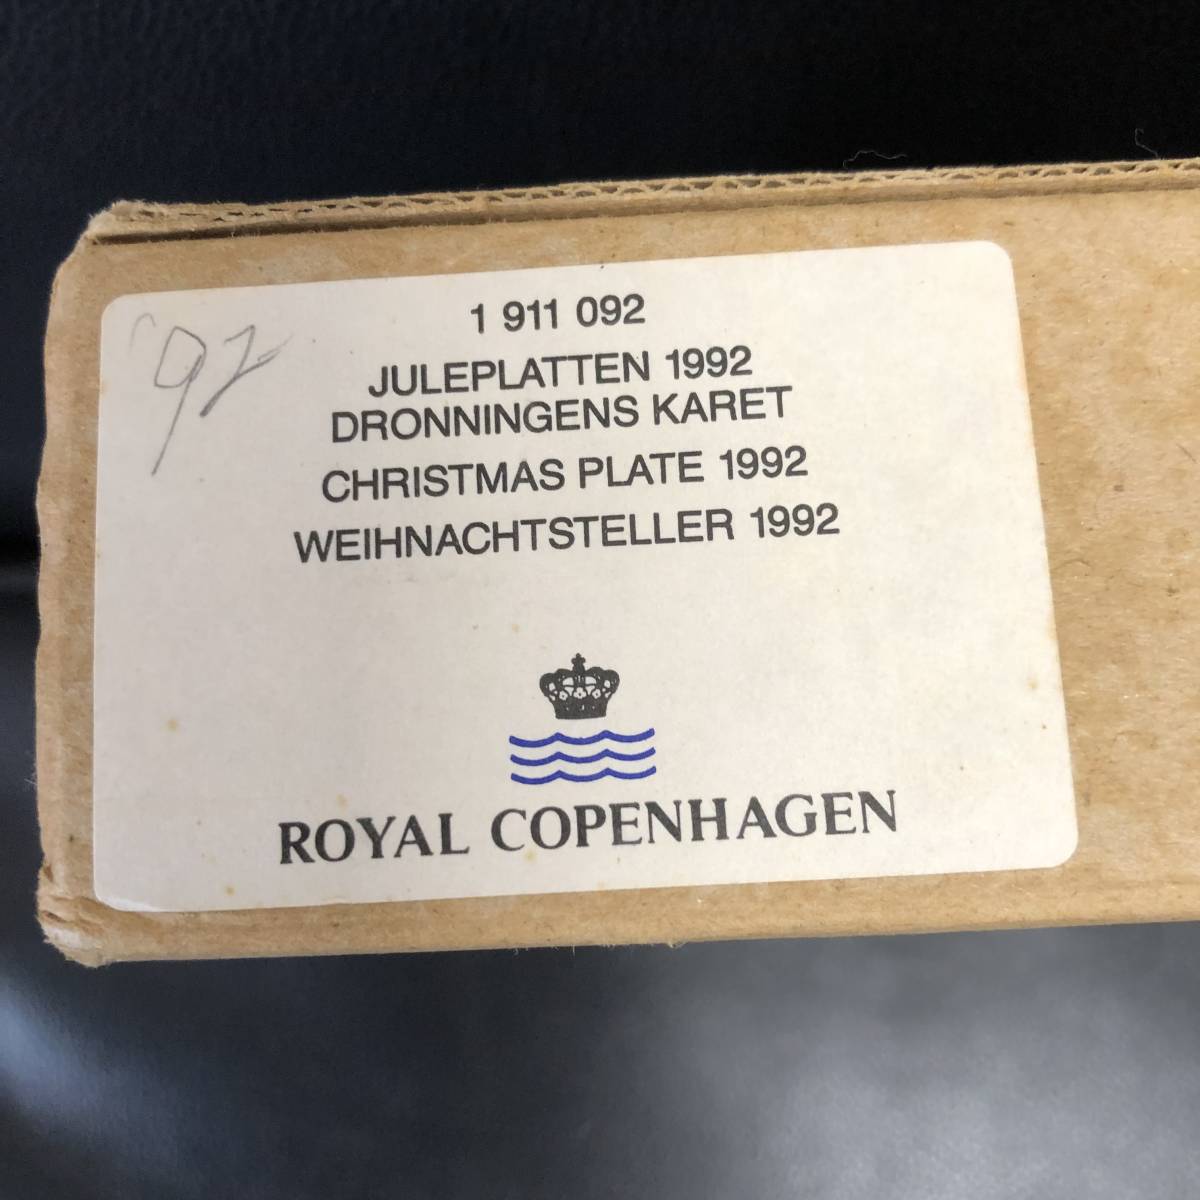 '92
1 911 092
JULEPLATTEN 1992
DRONNINGENS KARET
CHRISTMAS PLATE 1992
WEIHNACHTSTELLER 1992
ROYAL COPENHAGEN